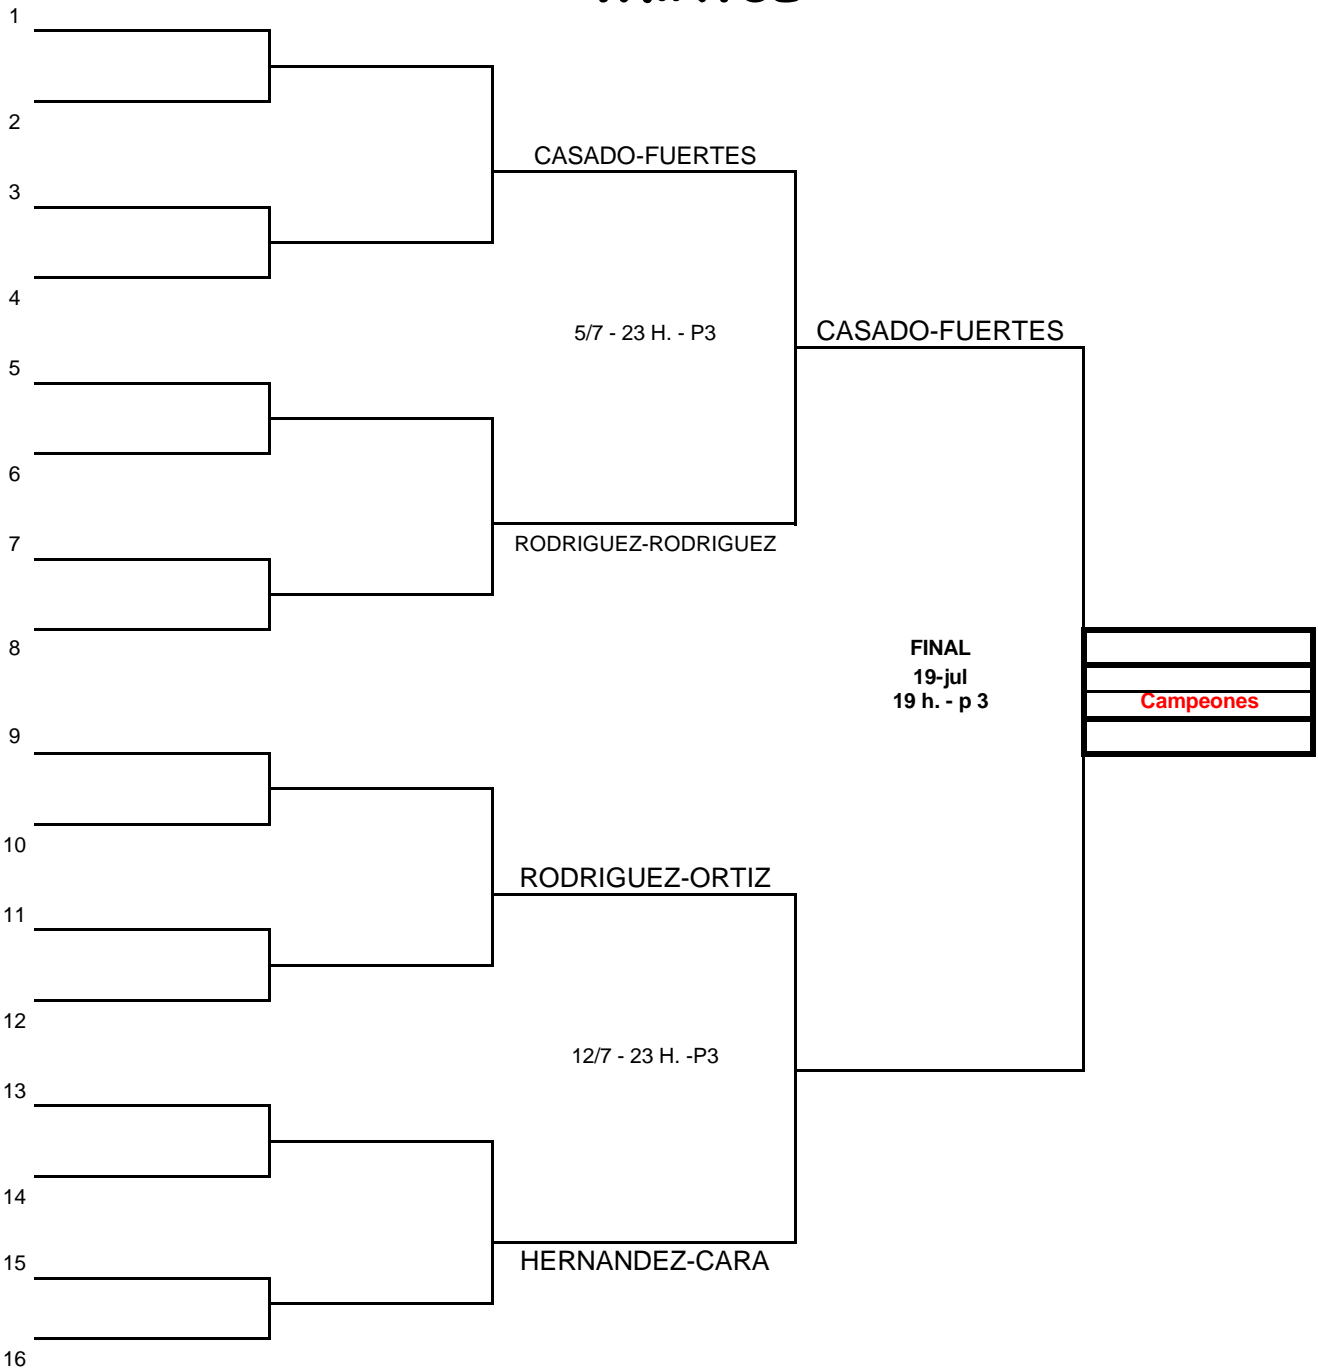 1
2
CASADO-FUERTES
3
4
5/7 - 23 H. - P3
CASADO-FUERTES
5
6
7
RODRIGUEZ-RODRIGUEZ
8
FINAL
19-jul
19 h. - p 3
Campeones
9
10
RODRIGUEZ-ORTIZ
11
12
12/7 - 23 H. -P3
13
14
15
HERNANDEZ-CARA
16